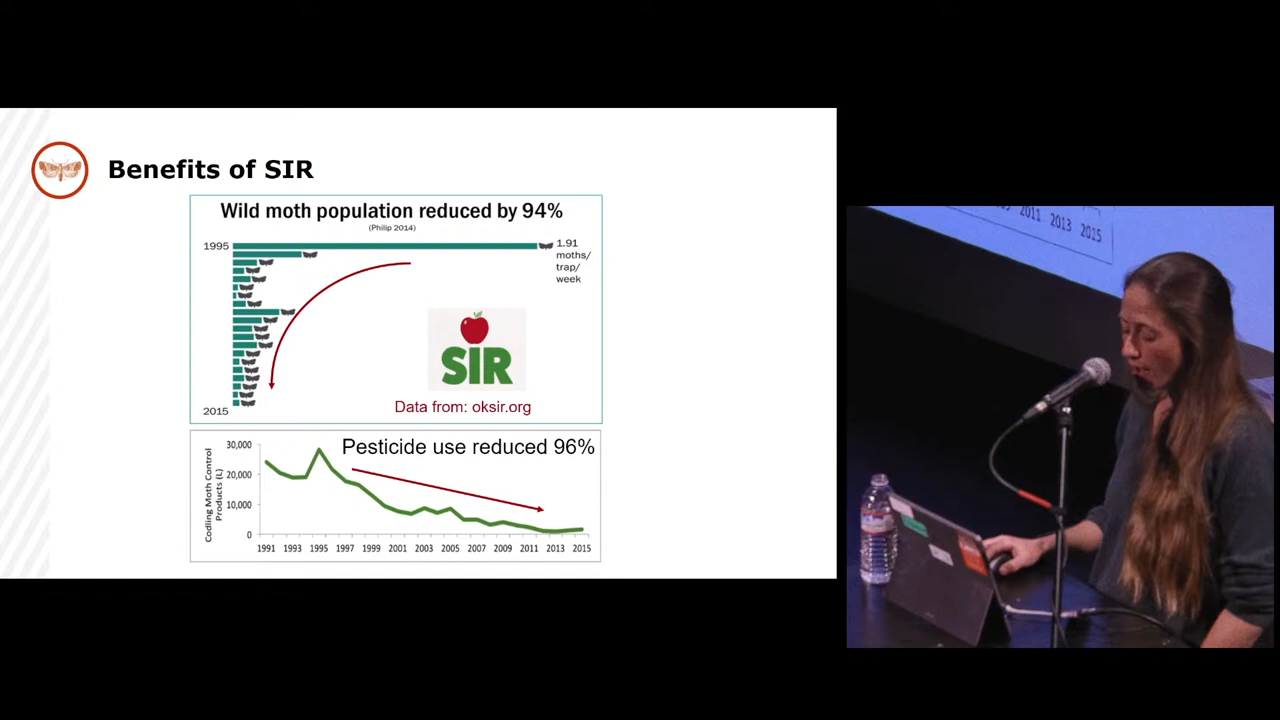 Benefits of SIR
Wild moth population reduced by 94%
(Philip 2014)
1995
1.91
moths/
trap/
week
2015
SIR
Data from: oksir.org
Pesticide use reduced 96%
Codling Moth Control
Products (L)
30,000
20,000
10,000
0
1991 1993 1995 1997 1999 2001 2003 2005 2007 2009 2011 2013 2015
2011 2013 2015